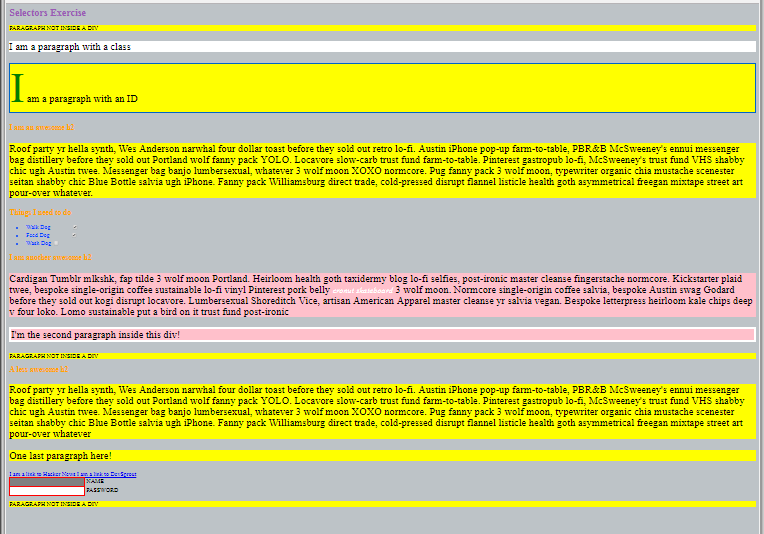 Selectors Exercise
PARAGRAPH NOT INSIDE A DIV
I am a paragraph with a class
I am a paragraph with an ID
I am an awesome h2
Roof party yr hella synth, Wes Anderson narwhal four dollar toast before they sold out retro lo-fi. Austin iPhone pop-up farm-to-table, PBR&B McSweeney's ennui messenger
bag distillery before they sold out Portland wolf fanny pack YOLO. Locavore slow-carb trust fund farm-to-table. Pinterest gastropub lo-fi, McSweeney's trust fund VHS shabby
chic ugh Austin twee. Messenger bag banjo lumbersexual, whatever 3 wolf moon XOXO normcore. Pug fanny pack 3 wolf moon, typewriter organic chia mustache scenester
seitan shabby chic Blue Bottle salvia ugh iPhone. Fanny pack Williamsburg direct trade, cold-pressed disrupt flannel listicle health goth asymmetrical freegan mixtape street art
pour-over whatever.
Things I need to do
Walk Dog
Feed Dog
Wash Dog
I am another awesome h2
Cardigan Tumblr mlkshk, fap tilde 3 wolf moon Portland. Heirloom health goth taxidermy blog lo-fi selfies, post-ironic master cleanse fingerstache normcore. Kickstarter plaid
twee, bespoke single-origin coffee sustainable lo-fi vinyl Pinterest pork belly cronut skateboard 3 wolf moon. Normcore single-origin coffee salvia, bespoke Austin swag Godard
before they sold out kogi disrupt locavore. Lumbersexual Shoreditch Vice, artisan American Apparel master cleanse yr salvia vegan. Bespoke letterpress heirloom kale chips deep
v four loko. Lomo sustainable put a bird on it trust fund post-ironic
I'm the second paragraph inside this div!
PARAGRAPH NOT INSIDE A DIV
A last awesome h2
Roof party yr hella synth, Wes Anderson narwhal four dollar toast before they sold out retro lo-fi. Austin iPhone pop-up farm-to-table, PBR&B McSweeney's ennui messenger
bag distillery before they sold out Portland wolf fanny pack YOLO. Locavore slow-carb trust fund farm-to-table. Pinterest gastropub lo-fi, McSweeney's trust fund VHS shabby
chic ugh Austin twee. Messenger bag banjo lumbersexual, whatever 3 wolf moon XOXO normcore. Pug fanny pack 3 wolf moon, typewriter organic chia mustache scenester
seitan shabby chic Blue Bottle salvia ugh iPhone. Fanny pack Williamsburg direct trade, cold-pressed disrupt flannel listicle health goth asymmetrical freegan mixtape street art
pour-over whatever
One last paragraph here!
I am a link to Hacker News I am a link to DevSprout
NAME
PASSWORD
PARAGRAPH NOT INSIDE A DIV